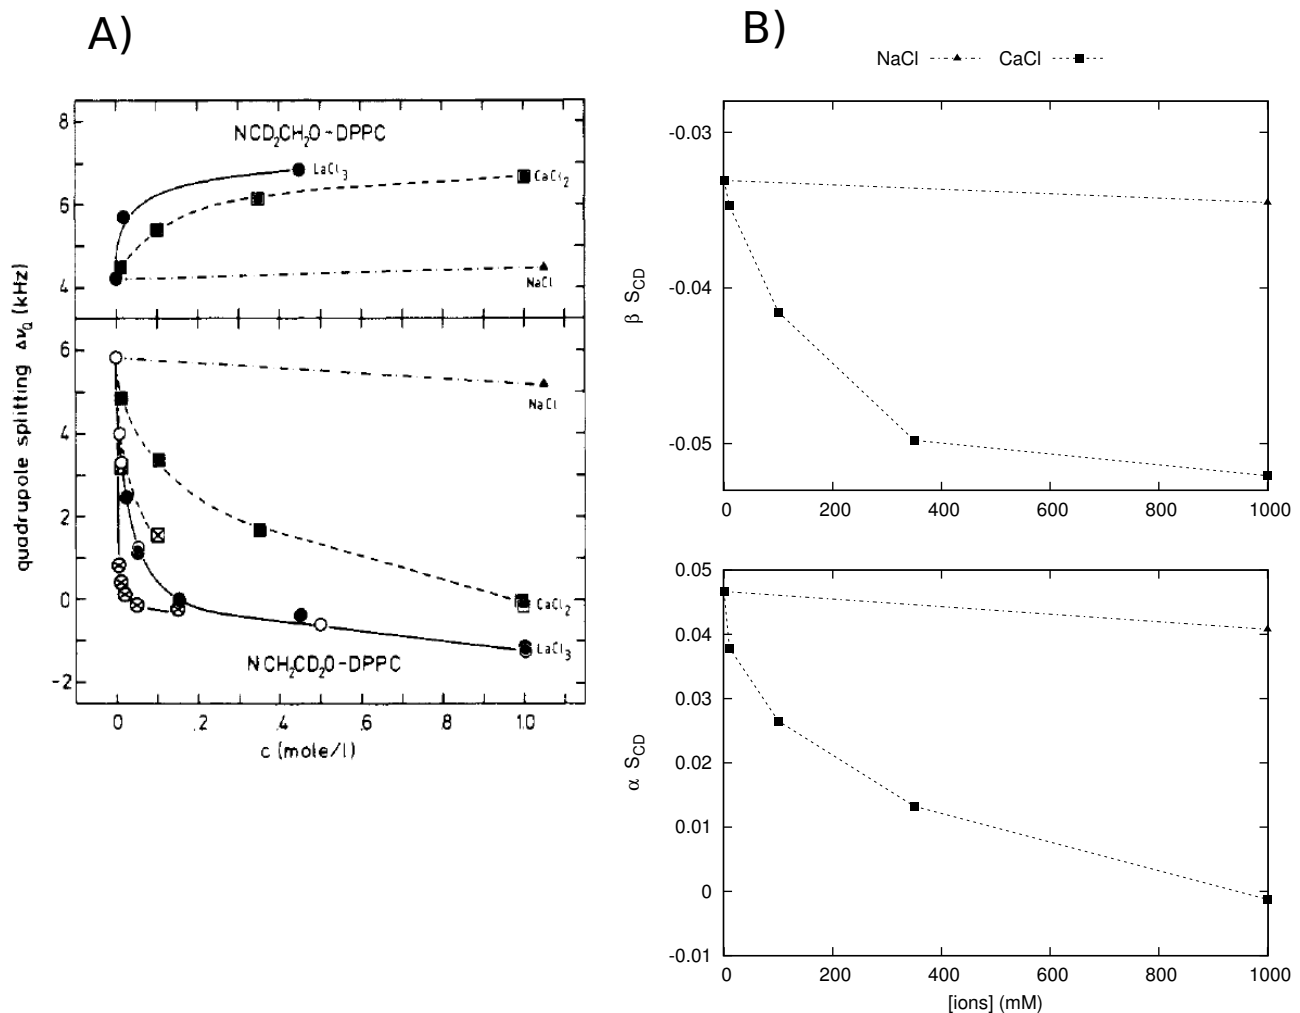 A)
NCD2CH2O-DPPC
LaCl3
CaCl2
NaCl
8
6
4
NaCl
CaCl2
LaCl3
NCH2CD2O-DPPC
6
4
2
0
-2
0 .2 .4 .6 .8 1.0
c (mole/l)
quadrupole splitting ΔνQ (kHz)
B)
NaCl CaCl
-0.03
-0.04
-0.05
β SCD
0 200 400 600 800 1000
0.05
0.04
0.03
0.02
0.01
0
-0.01
α SCD
0 200 400 600 800 1000
[ions] (mM)